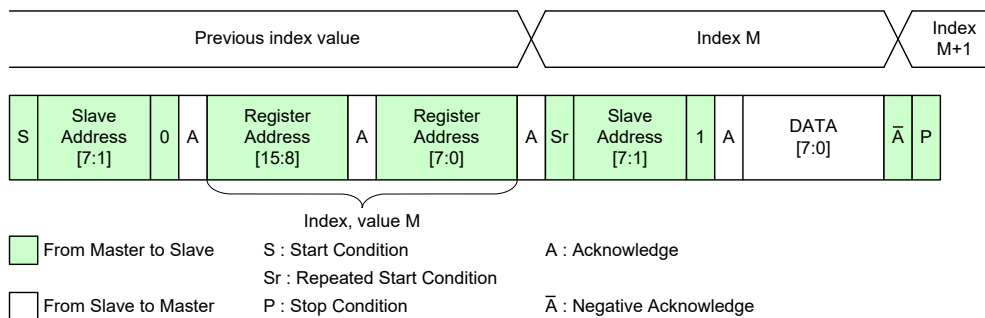 Previous index value
Index M
Index
M+1
S
Slave
Address
[7:1]
0
A
Register
Address
[15:8]
A
Register
Address
[7:0]
A
Sr
Slave
Address
[7:1]
1
A
DATA
[7:0]
A̅
P
Index, value M
From Master to Slave
S : Start Condition
A : Acknowledge
Sr : Repeated Start Condition
From Slave to Master
P : Stop Condition
A̅ : Negative Acknowledge